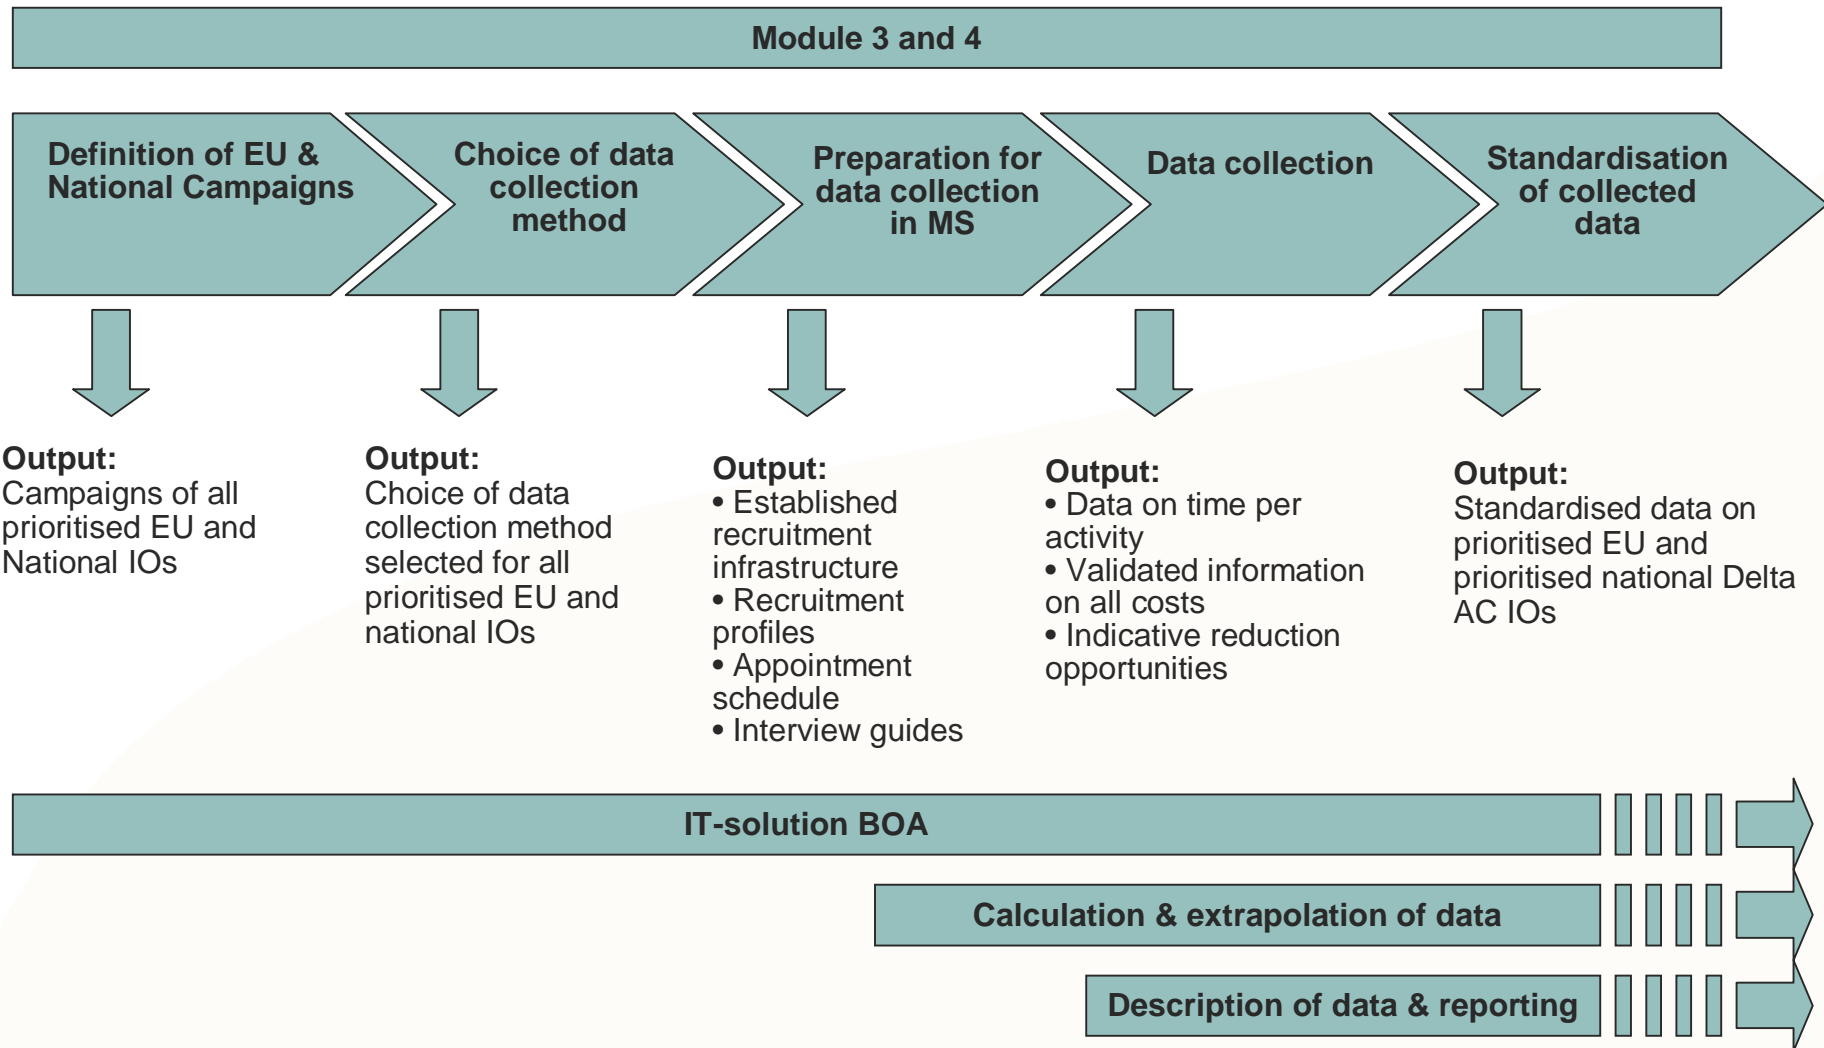 Module 3 and 4
Definition of EU &
National Campaigns
Choice of data
collection
method
Preparation for
data collection
in MS
Data collection
Standardisation
of collected
data
Output:
Campaigns of all
prioritised EU and
National IOs
Output:
Choice of data
collection method
selected for all
prioritised EU and
national IOs
Output:
• Established
recruitment
infrastructure
• Recruitment
profiles
• Appointment
schedule
• Interview guides
Output:
• Data on time per
activity
• Validated information
on all costs
• Indicative reduction
opportunities
Output:
Standardised data on
prioritised EU and
prioritised national Delta
AC IOs
IT-solution BOA
Calculation & extrapolation of data
Description of data & reporting